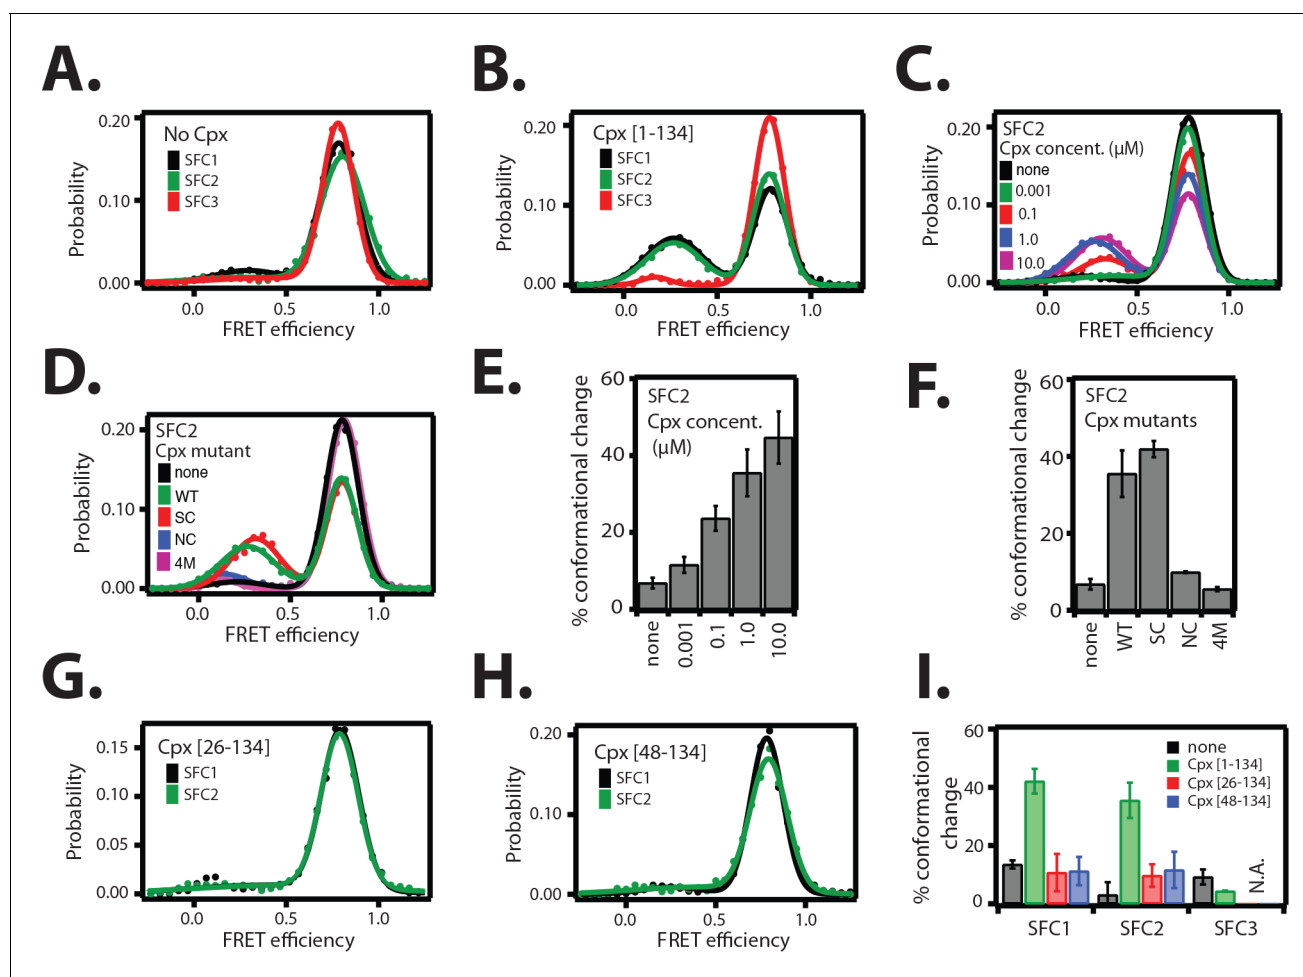 A.
Probability
0.20
0.10
0.00
No Cpx
SFC1
SFC2
SFC3
0.0
0.5
1.0
FRET efficiency
B.
Probability
0.20
0.10
0.00
Cpx [1-134]
SFC1
SFC2
SFC3
0.0
0.5
1.0
FRET efficiency
C.
Probability
0.20
0.10
0.00
SFC2
Cpx concent. (μM)
none
0.001
0.1
1.0
10.0
0.0
0.5
1.0
FRET efficiency
D.
Probability
0.20
0.10
0.00
SFC2
Cpx mutant
none
WT
SC
NC
4M
0.0
0.5
1.0
FRET efficiency
E.
% conformational change
60
40
20
0
SFC2
Cpx concent.
(μM)
none
0.001
0.1
1.0
10.0
F.
% conformational change
60
40
20
0
SFC2
Cpx mutants
none
WT
SC
NC
4M
G.
Probability
0.15
0.10
0.05
0.00
Cpx [26-134]
SFC1
SFC2
0.0
0.5
1.0
FRET efficiency
H.
Probability
0.20
0.10
0.00
Cpx [48-134]
SFC1
SFC2
0.0
0.5
1.0
FRET efficiency
I.
% conformational
change
60
40
20
0
none
Cpx [1-134]
Cpx [26-134]
Cpx [48-134]
N.A.
SFC1
SFC2
SFC3